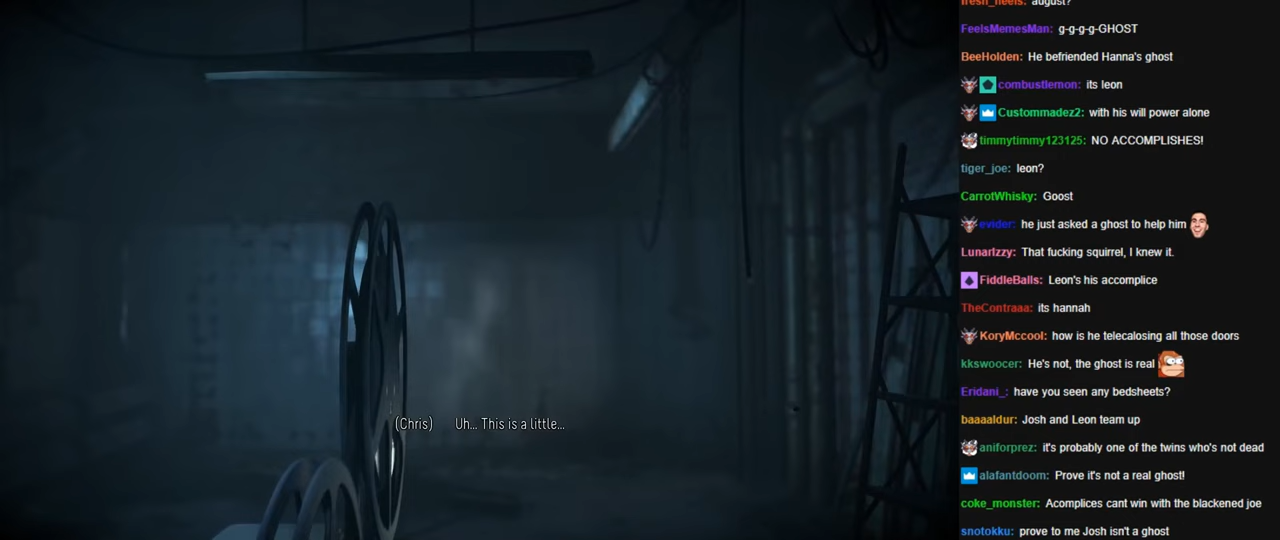 (Chris) Uh... This is a little...
fresh_heels: august?
FeelsMemesMan: g-g-g-g-GHOST
BeeHolden: He befriended Hanna's ghost
combustlemon: its leon
Custommadez2: with his will power alone
timmytimmy123125: NO ACCOMPLISHES!
tiger_joe: leon?
CarrotWhisky: Goost
evider: he just asked a ghost to help him
LunarIzzy: That fucking squirrel, I knew it.
FiddleBalls: Leon's his accomplice
TheContraaa: its hannah
KoryMccool: how is he telecalosing all those doors
kkswoocer: He's not, the ghost is real
Eridani_: have you seen any bedsheets?
baaaaldur: Josh and Leon team up
aniforprez: it's probably one of the twins who's not dead
alafantdoom: Prove it's not a real ghost!
coke_monster: Acomplices cant win with the blackened joe
snotokku: prove to me Josh isn't a ghost